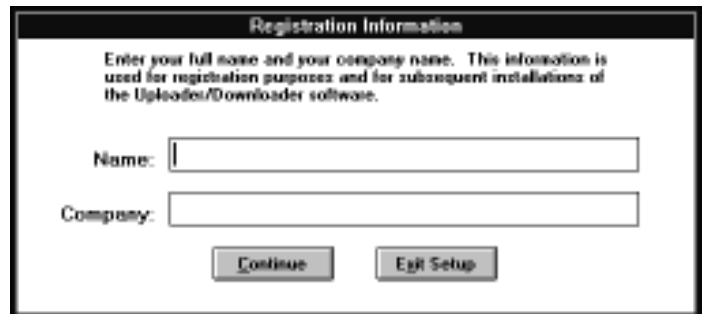 Registration Information
Enter your full name and your company name. This information is
used for registration purposes and for subsequent installations of
the Uploader/Downloader software.
Name:
Company:
Continue
Exit Setup